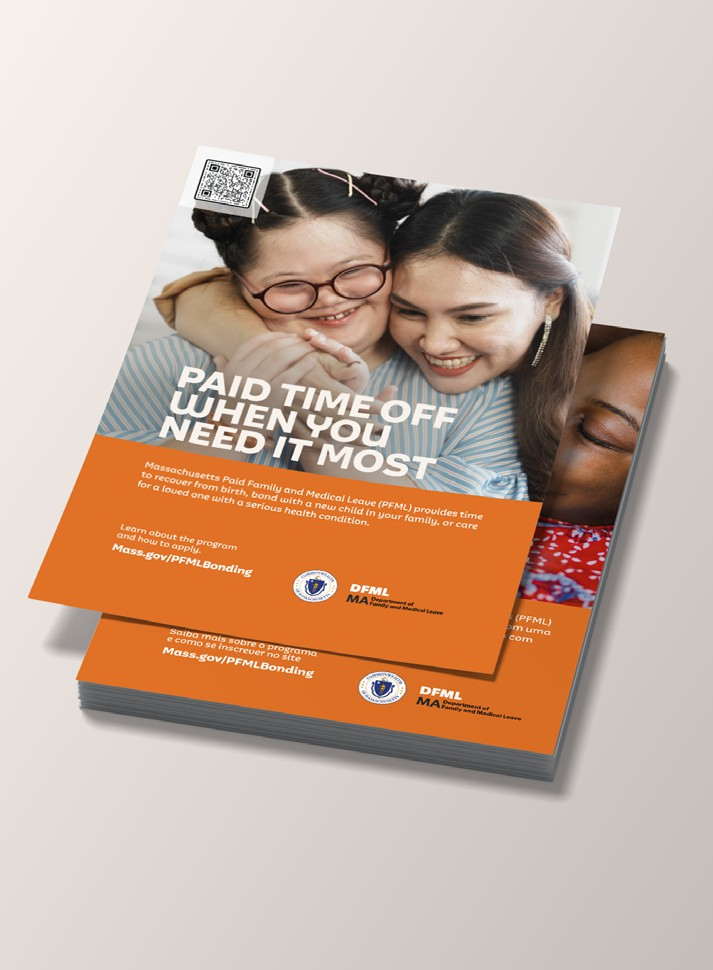 PAID TIME OFF
WHEN YOU
NEED IT MOST
Massachusetts Paid Family and Medical Leave (PFML) provides time
to recover from birth, bond with a new child in your family, or care
for a loved one with a serious health condition.
Learn about the program
and how to apply.
Mass.gov/PFMLBonding
DFML
MA Department of
Family and Medical Leave
(PFML)
om uma
com
Saiba mais sobre o programa
e como se inscrever no site
Mass.gov/PFMLBonding
DFML
MA Department of
Family and Medical Leave